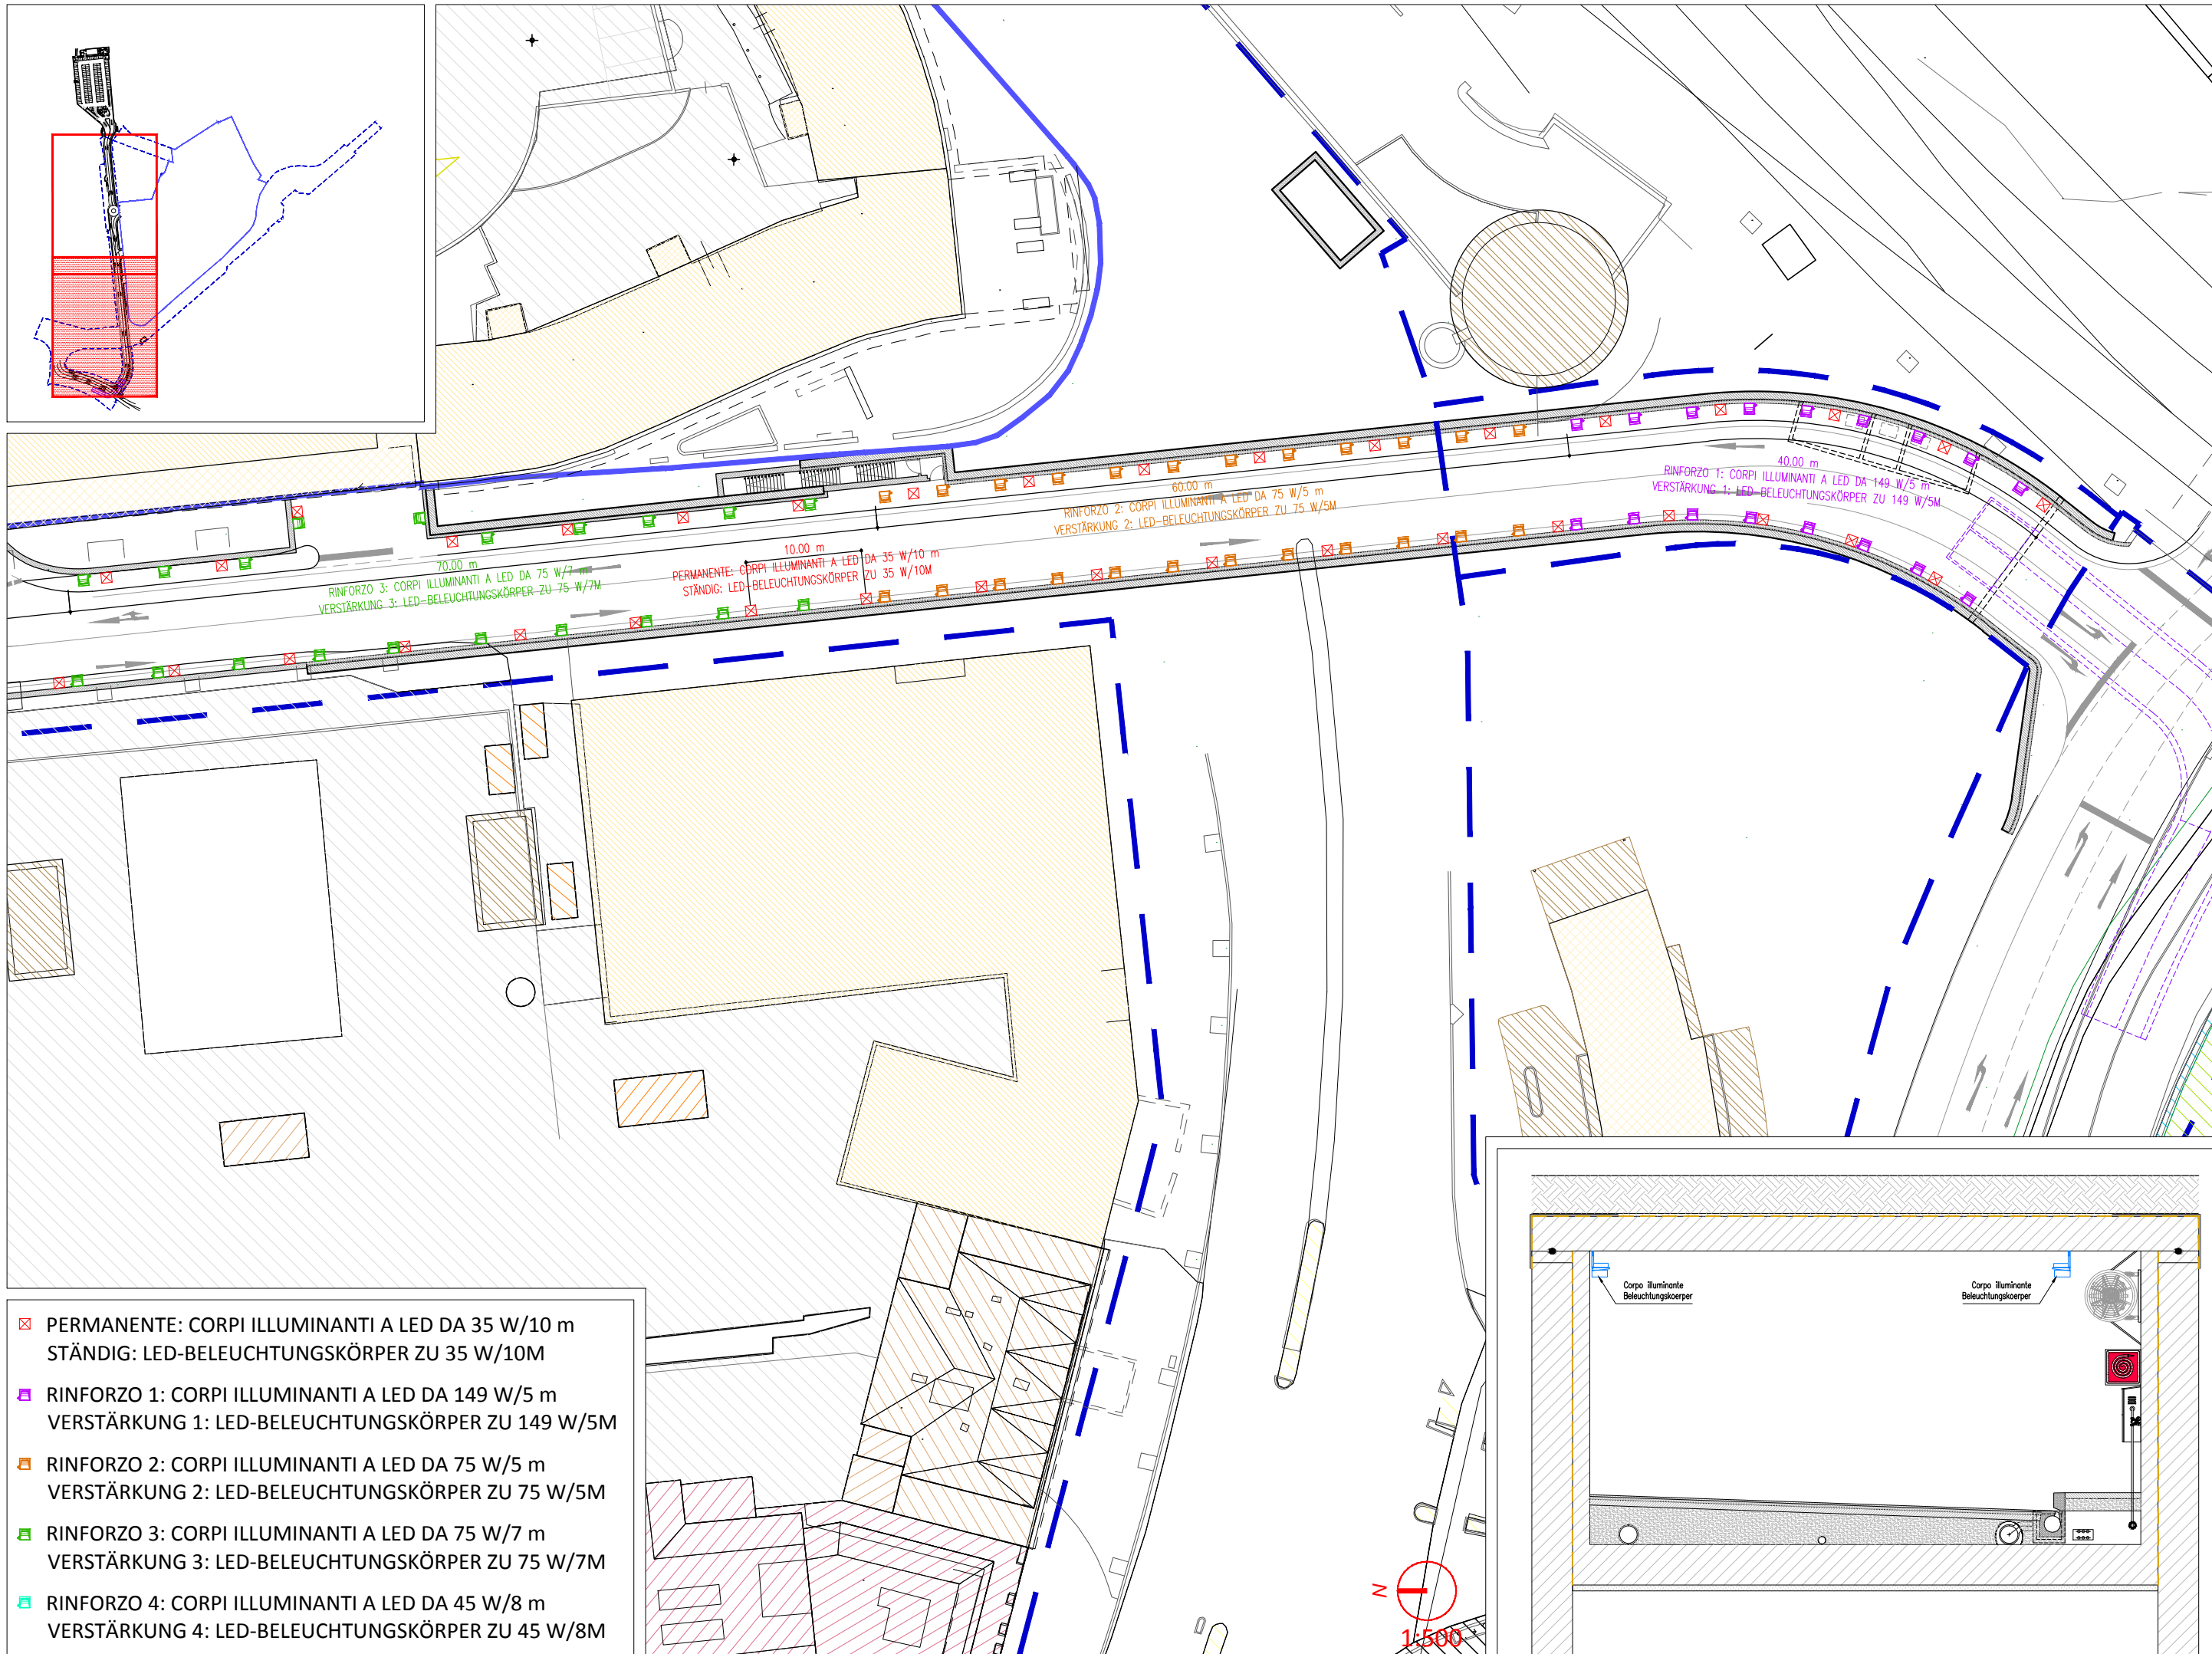 40.00 m
RINFORZO 1: CORPI ILLUMINANTI A LED DA 149 W/5 m
VERSTÄRKUNG 1: LED-BELEUCHTUNGSKÖRPER ZU 149 W/5M
60.00 m
RINFORZO 2: CORPI ILLUMINANTI A LED DA 75 W/5 m
VERSTÄRKUNG 2: LED-BELEUCHTUNGSKÖRPER ZU 75 W/5M
10.00 m
PERMANENTE: CORPI ILLUMINANTI A LED DA 35 W/10 m
STÄNDIG: LED-BELEUCHTUNGSKÖRPER ZU 35 W/10M
70.00 m
RINFORZO 3: CORPI ILLUMINANTI A LED DA 75 W/7 m
VERSTÄRKUNG 3: LED-BELEUCHTUNGSKÖRPER ZU 75 W/7M
Corpo illuminante
Beleuchtungskoerper
Corpo illuminante
Beleuchtungskoerper
PERMANENTE: CORPI ILLUMINANTI A LED DA 35 W/10 m
STÄNDIG: LED-BELEUCHTUNGSKÖRPER ZU 35 W/10M
RINFORZO 1: CORPI ILLUMINANTI A LED DA 149 W/5 m
VERSTÄRKUNG 1: LED-BELEUCHTUNGSKÖRPER ZU 149 W/5M
RINFORZO 2: CORPI ILLUMINANTI A LED DA 75 W/5 m
VERSTÄRKUNG 2: LED-BELEUCHTUNGSKÖRPER ZU 75 W/5M
RINFORZO 3: CORPI ILLUMINANTI A LED DA 75 W/7 m
VERSTÄRKUNG 3: LED-BELEUCHTUNGSKÖRPER ZU 75 W/7M
RINFORZO 4: CORPI ILLUMINANTI A LED DA 45 W/8 m
VERSTÄRKUNG 4: LED-BELEUCHTUNGSKÖRPER ZU 45 W/8M
N
1:500